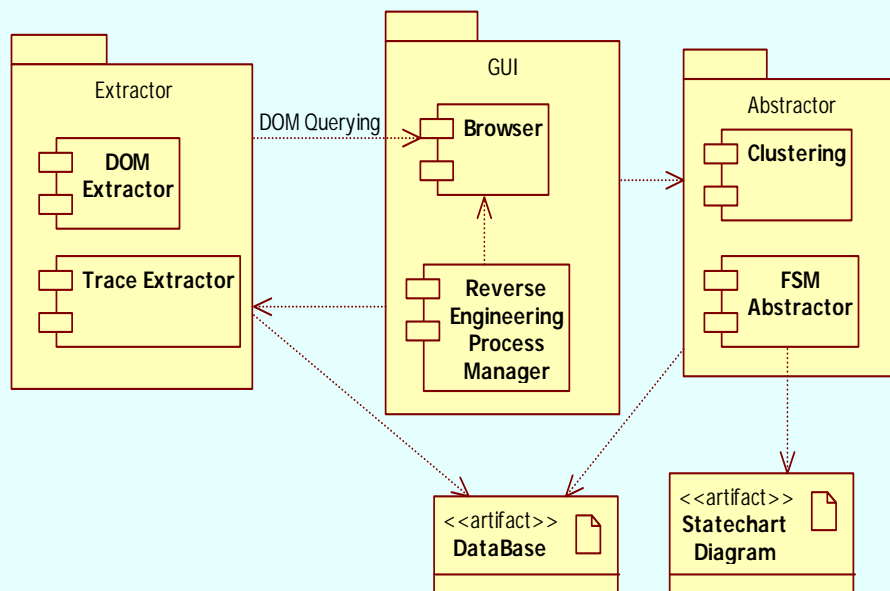 Extractor
DOM
Extractor
Trace Extractor
DOM Querying
GUI
Browser
Reverse
Engineering
Process
Manager
Abstractor
Clustering
FSM
Abstractor
<<artifact>>
DataBase
<<artifact>>
Statechart
Diagram